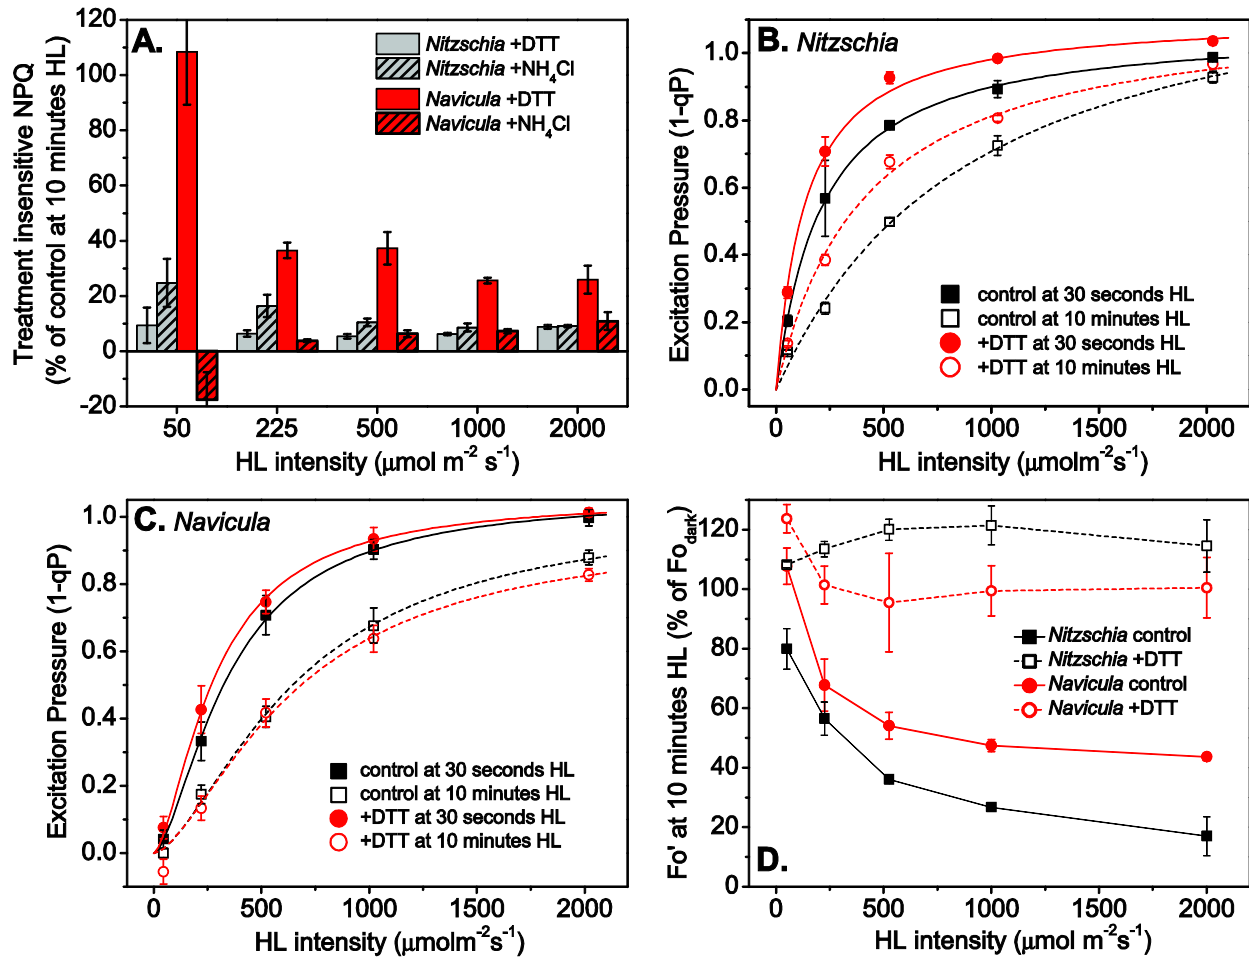 A.
Treatment insensitive NPQ
(% of control at 10 minutes HL)
120
100
80
60
40
20
0
-20
Nitzschia +DTT
Nitzschia +NH₄Cl
Navicula +DTT
Navicula +NH₄Cl
50 225 500 1000 2000
HL intensity (μmol m⁻² s⁻¹)
B. Nitzschia
Excitation Pressure (1-qP)
1.0
0.8
0.6
0.4
0.2
0.0
control at 30 seconds HL
control at 10 minutes HL
+DTT at 30 seconds HL
+DTT at 10 minutes HL
0 500 1000 1500 2000
HL intensity (μmolm⁻²s⁻¹)
C. Navicula
Excitation Pressure (1-qP)
1.0
0.8
0.6
0.4
0.2
0.0
control at 30 seconds HL
control at 10 minutes HL
+DTT at 30 seconds HL
+DTT at 10 minutes HL
0 500 1000 1500 2000
HL intensity (μmolm⁻²s⁻¹)
D.
Fo' at 10 minutes HL (% of Fo_dark)
120
100
80
60
40
20
0
Nitzschia control
Nitzschia +DTT
Navicula control
Navicula +DTT
0 500 1000 1500 2000
HL intensity (μmol m⁻² s⁻¹)